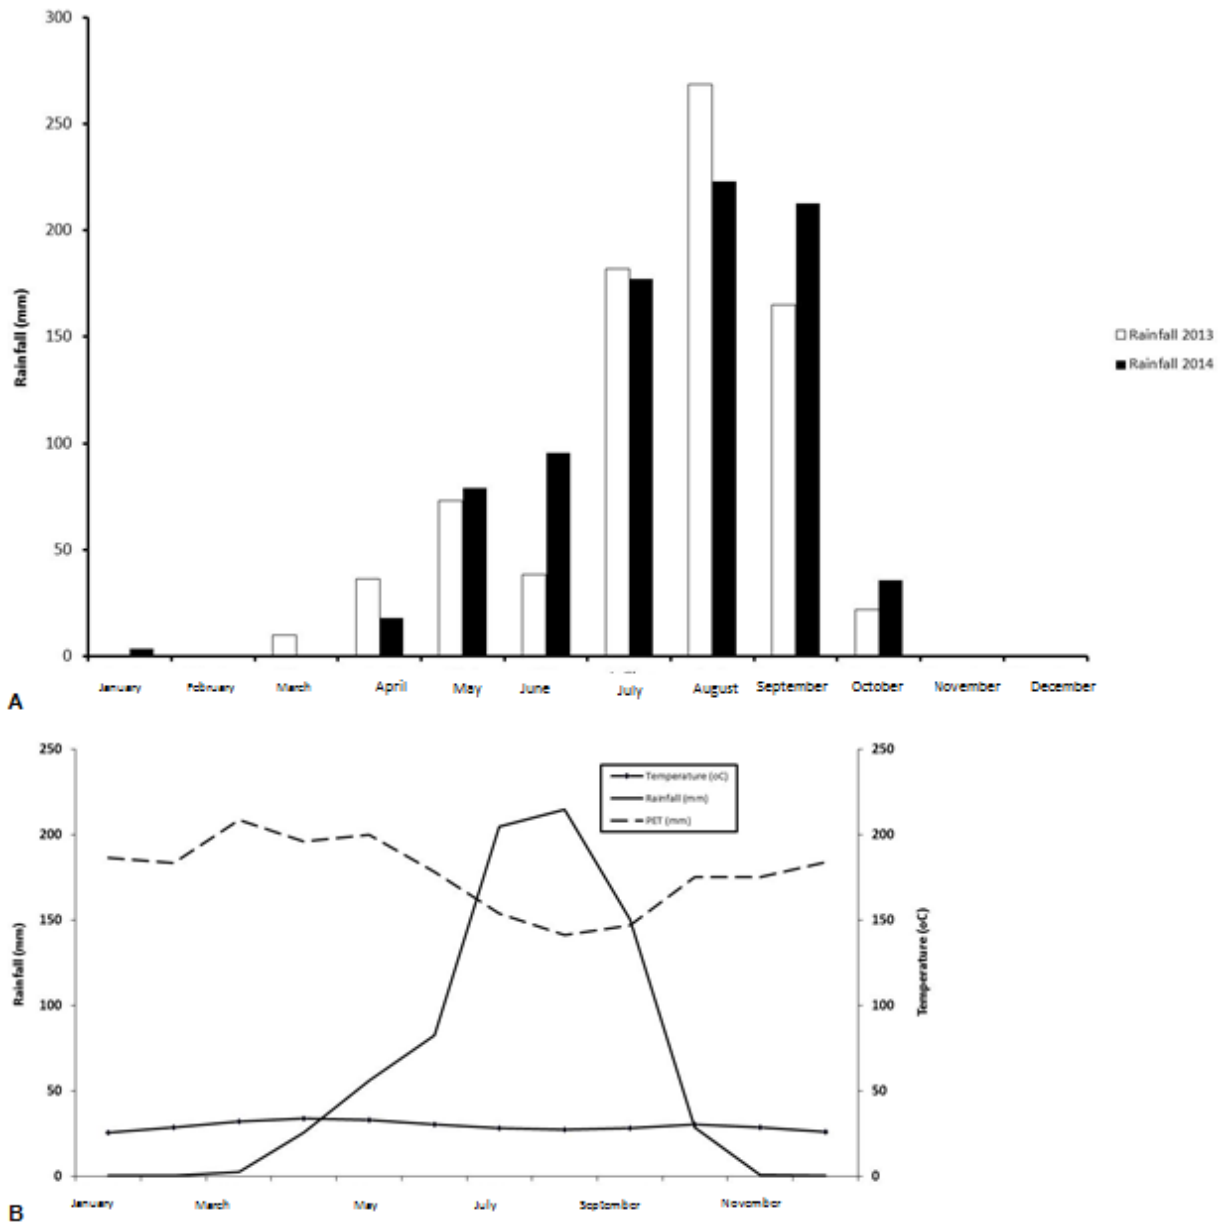 300
250
200
150
100
50
0
Rainfall (mm)
Rainfall 2013
Rainfall 2014
January February March April May June July August September October November December
A
250 250
200 200
150 150
100 100
50 50
0 0
Rainfall (mm)
Temperature (oC)
Temperature (oC)
Rainfall (mm)
PET (mm)
January March May July September November
B